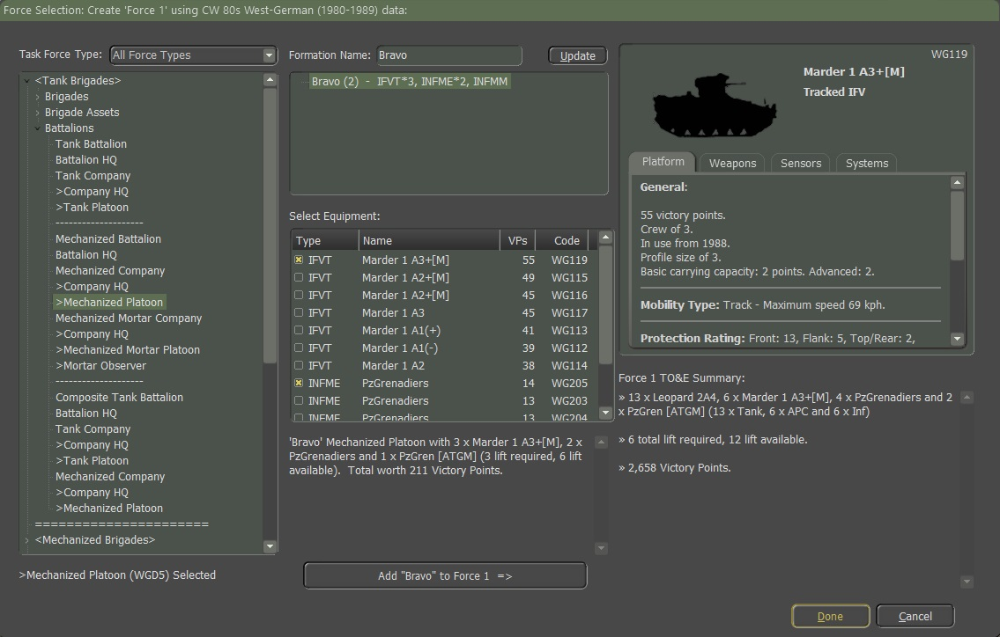 Force Selection: Create 'Force 1' using CW 80s West-German (1980-1989) data:
Task Force Type: All Force Types
<Tank Brigades>
Brigades
Brigade Assets
Battalions
Tank Battalion
Battalion HQ
Tank Company
>Company HQ
>Tank Platoon
----------------------
Mechanized Battalion
Battalion HQ
Mechanized Company
>Company HQ
>Mechanized Platoon
Mechanized Mortar Company
>Company HQ
>Mechanized Mortar Platoon
>Mortar Observer
----------------------
Composite Tank Battalion
Battalion HQ
Tank Company
>Company HQ
>Tank Platoon
Mechanized Company
>Company HQ
>Mechanized Platoon
=======================
<Mechanized Brigades>
>Mechanized Platoon (WGD5) Selected
Formation Name: Bravo Update
Bravo (2) - IFVT*3, INFME*2, INFMM
Select Equipment:
Type Name VPs Code
IFVT Marder 1 A3+[M] 55 WG119
IFVT Marder 1 A2+[M] 49 WG115
IFVT Marder 1 A2+[M] 45 WG116
IFVT Marder 1 A3 45 WG117
IFVT Marder 1 A1(+) 41 WG113
IFVT Marder 1 A1(-) 39 WG112
IFVT Marder 1 A2 38 WG114
INFME PzGrenadiers 14 WG205
INFME PzGrenadiers 13 WG203
INFME PzGrenadiers 13 WG204
'Bravo' Mechanized Platoon with 3 x Marder 1 A3+[M], 2 x
PzGrenadiers and 1 x PzGren [ATGM] (3 lift required, 6 lift
available). Total worth 211 Victory Points.
Add "Bravo" to Force 1 =>
WG119
Marder 1 A3+[M]
Tracked IFV
Platform Weapons Sensors Systems
General:
55 victory points.
Crew of 3.
In use from 1988.
Profile size of 3.
Basic carrying capacity: 2 points. Advanced: 2.
Mobility Type: Track - Maximum speed 69 kph.
Protection Rating: Front: 13, Flank: 5, Top/Rear: 2,
Force 1 TO&E Summary:
» 13 x Leopard 2A4, 6 x Marder 1 A3+[M], 4 x PzGrenadiers and 2
x PzGren [ATGM] (13 x Tank, 6 x APC and 6 x Inf)
» 6 total lift required, 12 lift available.
» 2,658 Victory Points.
Done Cancel